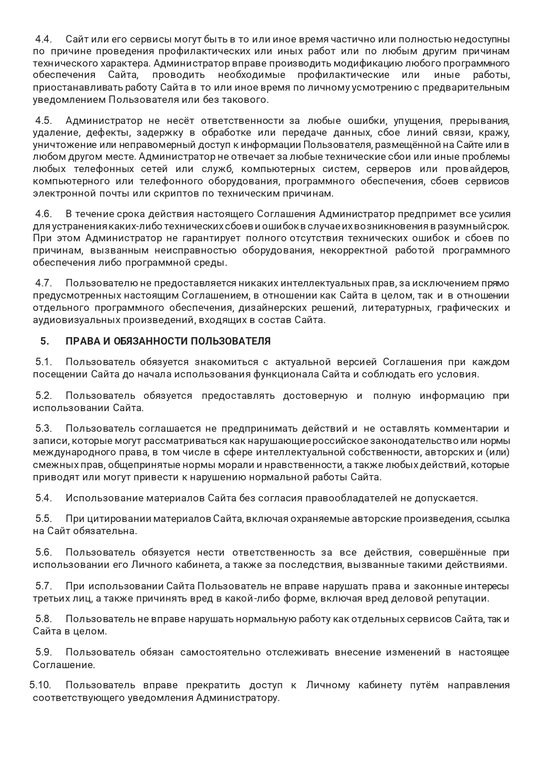 4.4. Сайт или его сервисы могут быть в то или иное время частично или полностью недоступны
по причине проведения профилактических или иных работ или по любым другим причинам
технического характера. Администратор вправе производить модификацию любого программного
обеспечения Сайта, проводить необходимые профилактические или иные работы,
приостанавливать работу Сайта в то или иное время по личному усмотрению с предварительным
уведомлением Пользователя или без такового.
4.5. Администратор не несёт ответственности за любые ошибки, упущения, прерывания,
удаление, дефекты, задержку в обработке или передаче данных, сбое линий связи, кражу,
уничтожение или неправомерный доступ к информации Пользователя, размещённой на Сайте или в
любом другом месте. Администратор не отвечает за любые технические сбои или иные проблемы
любых телефонных сетей или служб, компьютерных систем, серверов или провайдеров,
компьютерного или телефонного оборудования, программного обеспечения, сбоев сервисов
электронной почты или скриптов по техническим причинам.
4.6. В течение срока действия настоящего Соглашения Администратор предпримет все усилия
для устранения каких-либо технических сбоев и ошибок в случае их возникновения в разумный срок.
При этом Администратор не гарантирует полного отсутствия технических ошибок и сбоев по
причинам, вызванным неисправностью оборудования, некорректной работой программного
обеспечения либо программной среды.
4.7. Пользователю не предоставляется никаких интеллектуальных прав, за исключением прямо
предусмотренных настоящим Соглашением, в отношении как Сайта в целом, так и в отношении
отдельного программного обеспечения, дизайнерских решений, литературных, графических и
аудиовизуальных произведений, входящих в состав Сайта.
5. ПРАВА И ОБЯЗАННОСТИ ПОЛЬЗОВАТЕЛЯ
5.1. Пользователь обязуется знакомиться с актуальной версией Соглашения при каждом
посещении Сайта до начала использования функционала Сайта и соблюдать его условия.
5.2. Пользователь обязуется предоставлять достоверную и полную информацию при
использовании Сайта.
5.3. Пользователь соглашается не предпринимать действий и не оставлять комментарии и
записи, которые могут рассматриваться как нарушающие российское законодательство или нормы
международного права, в том числе в сфере интеллектуальной собственности, авторских и (или)
смежных прав, общепринятые нормы морали и нравственности, а также любых действий, которые
приводят или могут привести к нарушению нормальной работы Сайта.
5.4. Использование материалов Сайта без согласия правообладателей не допускается.
5.5. При цитировании материалов Сайта, включая охраняемые авторские произведения, ссылка
на Сайт обязательна.
5.6. Пользователь обязуется нести ответственность за все действия, совершённые при
использовании его Личного кабинета, а также за последствия, вызванные такими действиями.
5.7. При использовании Сайта Пользователь не вправе нарушать права и законные интересы
третьих лиц, а также причинять вред в какой-либо форме, включая вред деловой репутации.
5.8. Пользователь не вправе нарушать нормальную работу как отдельных сервисов Сайта, так и
Сайта в целом.
5.9. Пользователь обязан самостоятельно отслеживать внесение изменений в настоящее
Соглашение.
5.10. Пользователь вправе прекратить доступ к Личному кабинету путём направления
соответствующего уведомления Администратору.